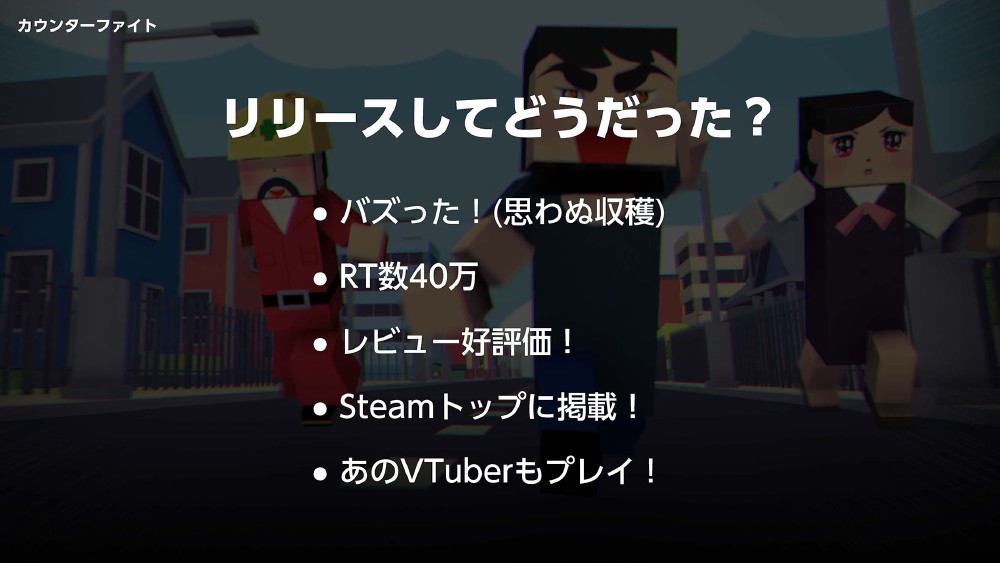 カウンターファイト
リリースしてどうだった？
● バズった！(思わぬ収穫)
● RT数40万
● レビュー好評価！
● Steamトップに掲載！
● あのVTuberもプレイ！